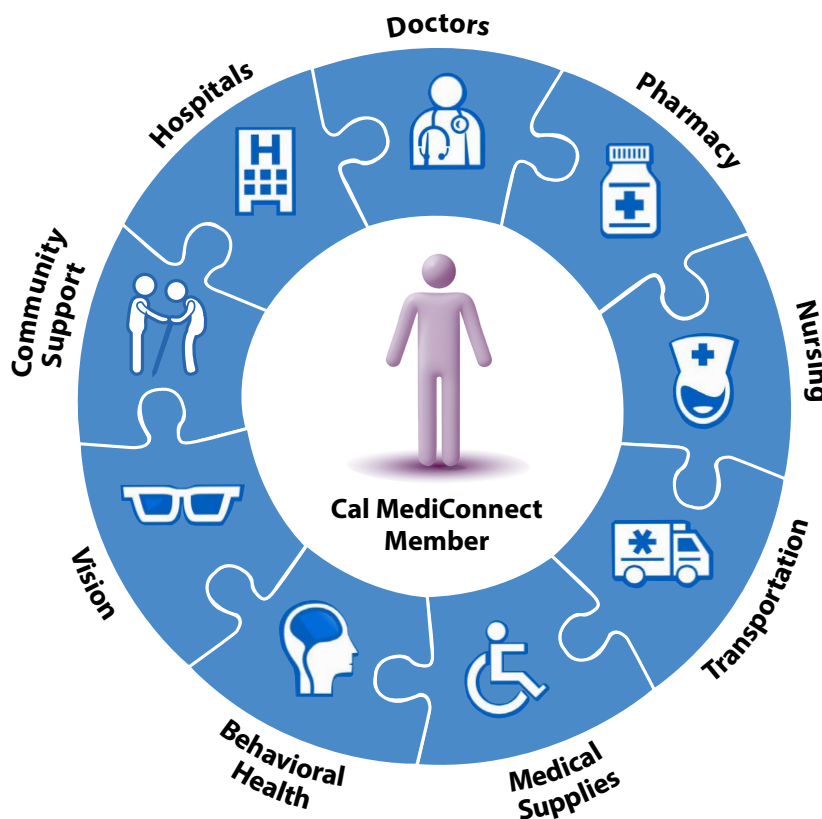 Doctors
Pharmacy
Nursing
Transportation
Medical
Supplies
Behavioral
Health
Vision
Community
Support
Hospitals
H
Cal MediConnect
Member